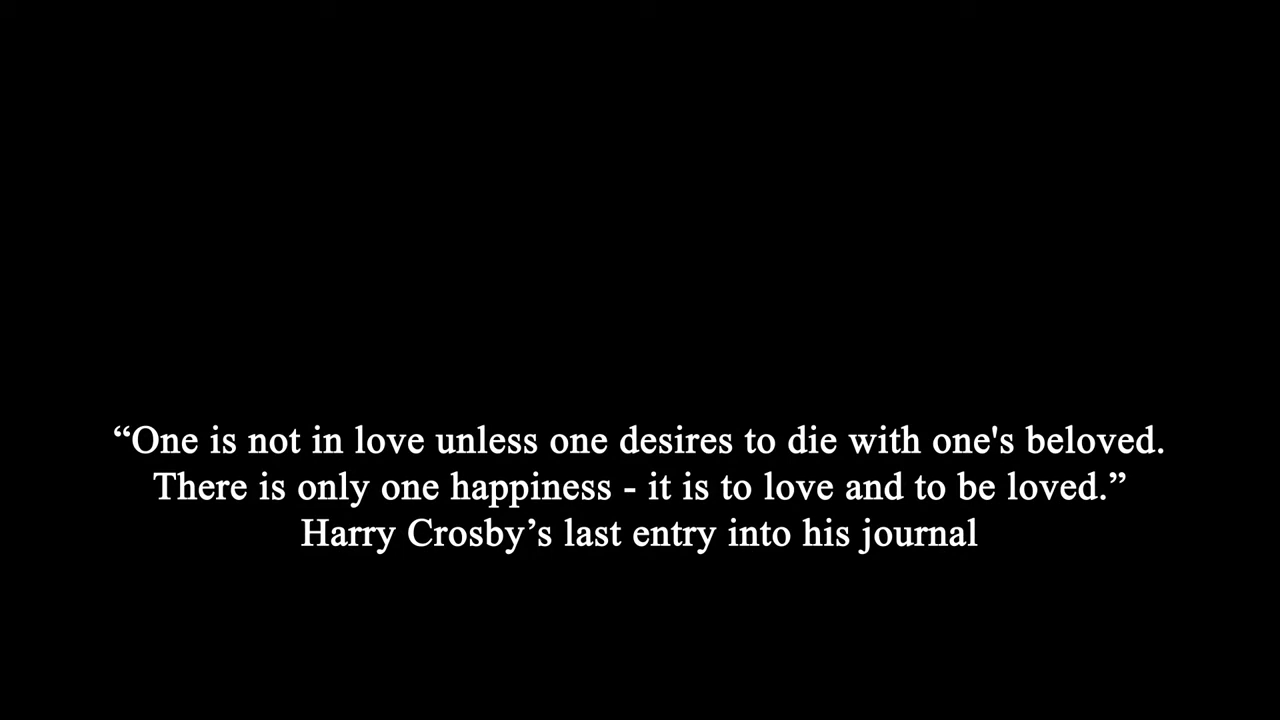 “One is not in love unless one desires to die with one's beloved.
There is only one happiness - it is to love and to be loved.”
Harry Crosby’s last entry into his journal